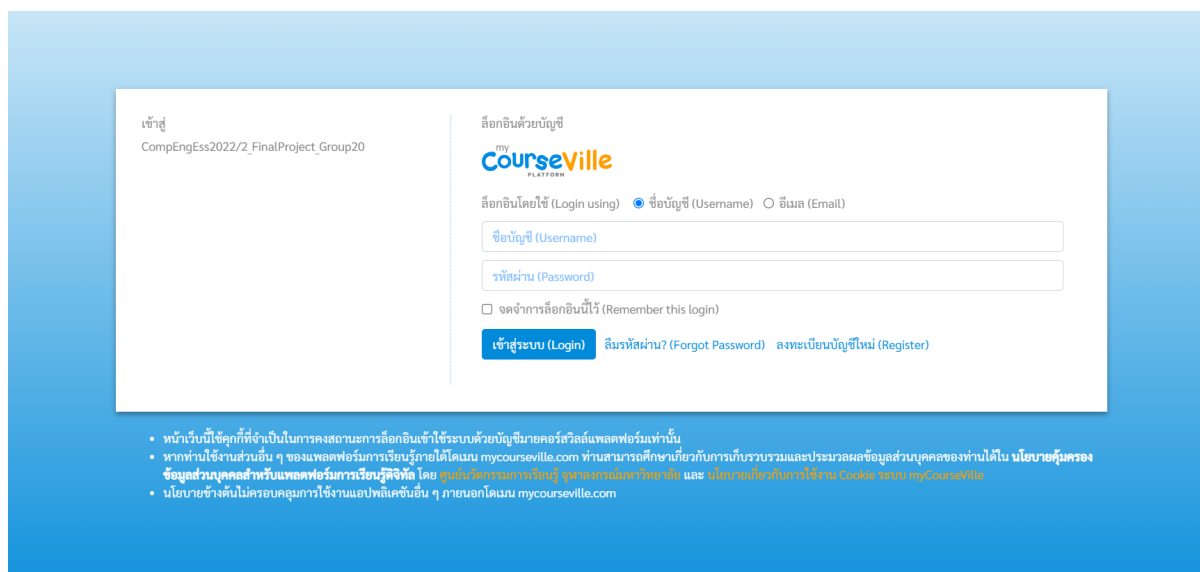 เข้าสู่
CompEngEss2022/2_FinalProject_Group20
ล็อกอินด้วยบัญชี
my
CourseVille
PLATFORM
ล็อกอินโดยใช้ (Login using) ชื่อบัญชี (Username) อีเมล (Email)
ชื่อบัญชี (Username)
รหัสผ่าน (Password)
จดจำการล็อกอินนี้ไว้ (Remember this login)
เข้าสู่ระบบ (Login) ลืมรหัสผ่าน? (Forgot Password) ลงทะเบียนบัญชีใหม่ (Register)
• หน้าเว็บนี้ใช้คุกกี้ที่จำเป็นในการคงสถานะการล็อกอินเข้าใช้ระบบด้วยบัญชีมายคอร์สวิลล์แพลตฟอร์มเท่านั้น
• หากท่านใช้งานส่วนอื่น ๆ ของแพลตฟอร์มการเรียนรู้ภายใต้โดเมน mycourseville.com ท่านสามารถศึกษาเกี่ยวกับการเก็บรวบรวมและประมวลผลข้อมูลส่วนบุคคลของท่านได้ใน นโยบายคุ้มครอง
ข้อมูลส่วนบุคคลสำหรับแพลตฟอร์มการเรียนรู้ดิจิทัล โดย ศูนย์นวัตกรรมการเรียนรู้ จุฬาลงกรณ์มหาวิทยาลัย และ นโยบายเกี่ยวกับการใช้งาน Cookie ระบบ myCourseVille
• นโยบายข้างต้นไม่ครอบคลุมการใช้งานแอปพลิเคชันอื่น ๆ ภายนอกโดเมน mycourseville.com